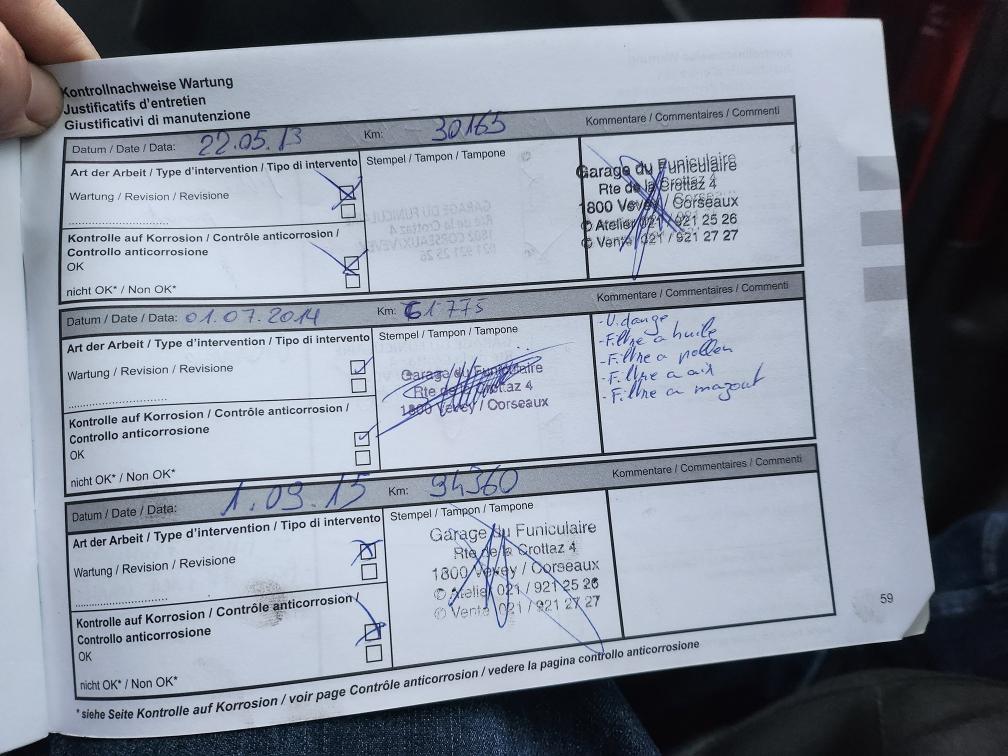 Kontrollnachweise Wartung
Justificatifs d'entretien
Giustificativi di manutenzione
Datum / Date / Data: 22.05.13 Km: 30165 Kommentare / Commentaires / Commenti
Art der Arbeit / Type d'intervention / Tipo di intervento
Stempel / Tampon / Tampone
Wartung / Revision / Revisione
Garage du Funiculaire
Rte de la Crottaz 4
1800 Vevey / Corseaux
✆ Atelier 021 / 921 25 26
✆ Vente 021 / 921 27 27
Kontrolle auf Korrosion / Contrôle anticorrosion /
Controllo anticorrosione
OK
nicht OK* / Non OK*
Datum / Date / Data: 01.07.2014 Km: 61775 Kommentare / Commentaires / Commenti
Art der Arbeit / Type d'intervention / Tipo di intervento
Stempel / Tampon / Tampone
Wartung / Revision / Revisione
Garage du Funiculaire
Rte de la Crottaz 4
1800 Vevey / Corseaux
- V.dange
- Filtre a huile
- Filtre a pollen
- Filtre a air
- Filtre a mazout
Kontrolle auf Korrosion / Contrôle anticorrosion /
Controllo anticorrosione
OK
nicht OK* / Non OK*
Datum / Date / Data: 1.09.15 Km: 94360 Kommentare / Commentaires / Commenti
Art der Arbeit / Type d'intervention / Tipo di intervento
Stempel / Tampon / Tampone
Wartung / Revision / Revisione
Garage du Funiculaire
Rte de la Crottaz 4
1800 Vevey / Corseaux
✆ Atelier 021 / 921 25 26
✆ Vente 021 / 921 27 27
Kontrolle auf Korrosion / Contrôle anticorrosion /
Controllo anticorrosione
OK
nicht OK* / Non OK*
* siehe Seite Kontrolle auf Korrosion / voir page Contrôle anticorrosion / vedere la pagina controllo anticorrosione
59